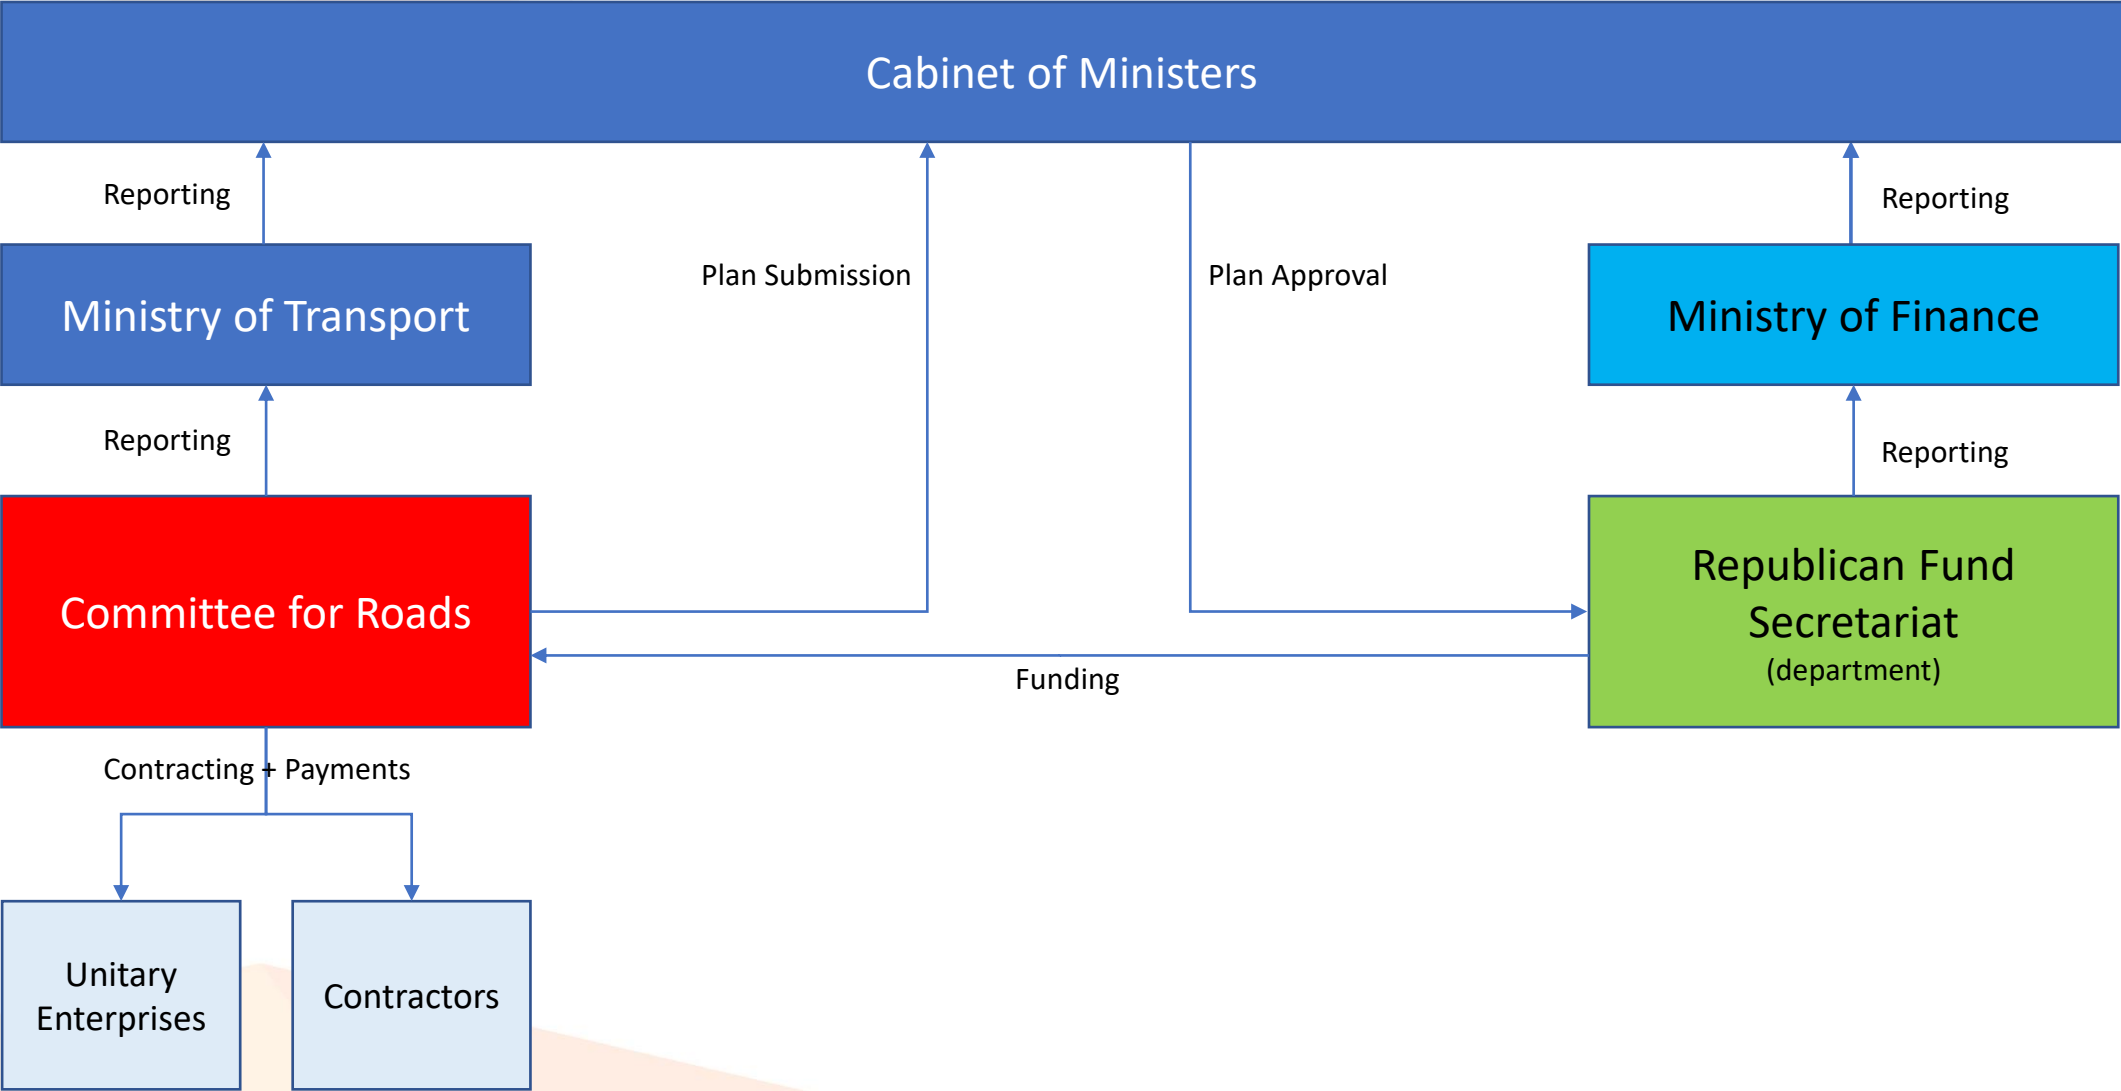 Cabinet of Ministers
Reporting
Reporting
Plan Submission
Plan Approval
Ministry of Transport
Ministry of Finance
Reporting
Reporting
Committee for Roads
Republican Fund
Secretariat
(department)
Funding
Contracting + Payments
Unitary
Enterprises
Contractors